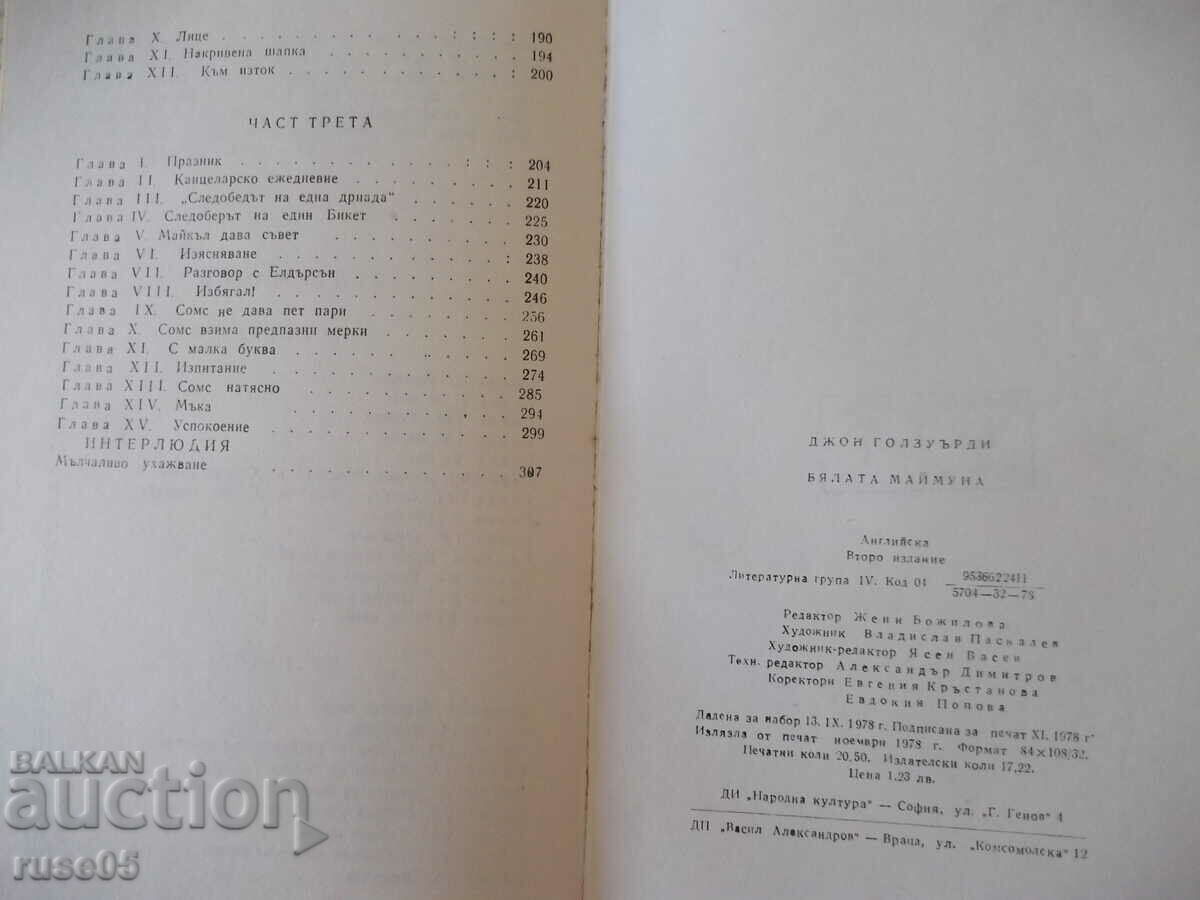 Глава X. Лице 190
Глава XI. Накривена шапка 194
Глава XII. Към изток 200
ЧАСТ ТРЕТА
Глава I. Празник 204
Глава II. Канцеларско ежедневие 211
Глава III. „Следобедът на една дриада“ 220
Глава IV. Следоберът на един Бикет 225
Глава V. Майкъл дава съвет 230
Глава VI. Изясняване 238
Глава VII. Разговор с Елдърсън 240
Глава VIII. Избягал! 246
Глава IX. Сомс не дава пет пари 256
Глава X. Сомс взима предпазни мерки 261
Глава XI. С малка буква 269
Глава XII. Изпитание 274
Глава XIII. Сомс натясно 285
Глава XIV. Мъка 294
Глава XV. Успокоение 299
ИНТЕРЛЮДИЯ
Мълчаливо ухажване 307
ДЖОН ГОЛЗУЪРДИ
БЯЛАТА МАЙМУНА
Английска
Второ издание
Литературна група IV. Код 04 9536622411
5704—32—78
Редактор Жени Божилова
Художник Владислав Паскалев
Художник-редактор Ясен Васев
Техн. редактор Александър Димитров
Коректори Евгения Кръстанова
Евдокия Попова
Дадена за набор 13. IX. 1978 г. Подписана за печат XI. 1978 г.
Излязла от печат ноември 1978 г. Формат 84×108/32.
Печатни коли 20,50. Издателски коли 17,22.
Цена 1,23 лв.
ДИ „Народна култура“ — София, ул. „Г. Генов“ 4
ДП „Васил Александров“ — Враца, ул. „Комсомолска“ 12
BALKAN
auction
ruse05